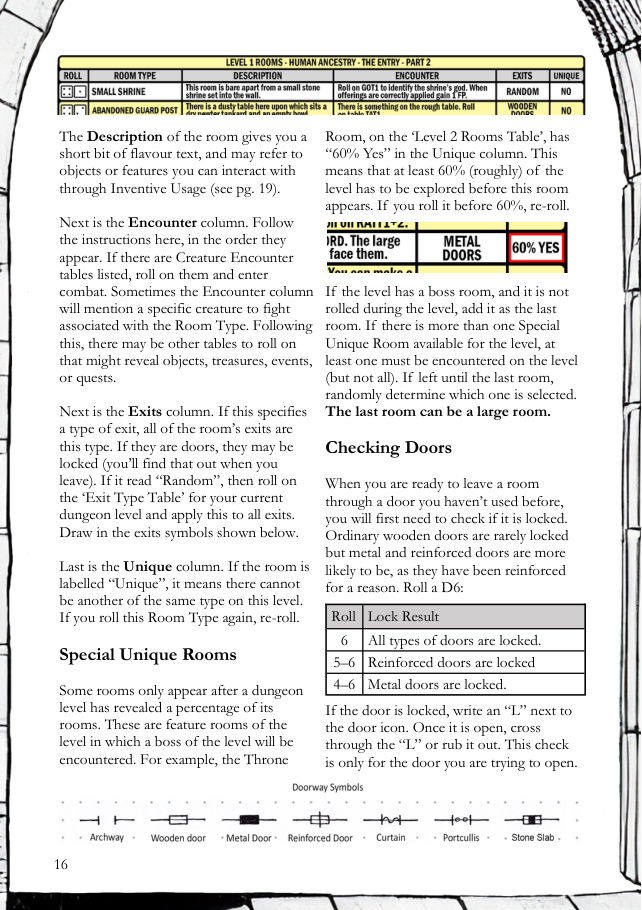 LEVEL 1 ROOMS - HUMAN ANCESTRY - THE ENTRY - PART 2
ROLL ROOM TYPE DESCRIPTION ENCOUNTER EXITS UNIQUE
SMALL SHRINE This room is bare apart from a small stone shrine set into the wall. Roll on GOT1 to identify the shrine's god. When offerings are correctly applied gain 1 FP. RANDOM NO
ABANDONED GUARD POST There is a dusty table here upon which sits a dry pewter tankard and an empty bowl There is something on the rough table. Roll on table TAT1 WOODEN DOORS NO
The Description of the room gives you a
short bit of flavour text, and may refer to
objects or features you can interact with
through Inventive Usage (see pg. 19).
Next is the Encounter column. Follow
the instructions here, in the order they
appear. If there are Creature Encounter
tables listed, roll on them and enter
combat. Sometimes the Encounter column
will mention a specific creature to fight
associated with the Room Type. Following
this, there may be other tables to roll on
that might reveal objects, treasures, events,
or quests.
Next is the Exits column. If this specifies
a type of exit, all of the room's exits are
this type. If they are doors, they may be
locked (you'll find that out when you
leave). If it read “Random”, then roll on
the ‘Exit Type Table’ for your current
dungeon level and apply this to all exits.
Draw in the exits symbols shown below.
Last is the Unique column. If the room is
labelled “Unique”, it means there cannot
be another of the same type on this level.
If you roll this Room Type again, re-roll.
Special Unique Rooms
Some rooms only appear after a dungeon
level has revealed a percentage of its
rooms. These are feature rooms of the
level in which a boss of the level will be
encountered. For example, the Throne
Room, on the ‘Level 2 Rooms Table’, has
“60% Yes” in the Unique column. This
means that at least 60% (roughly) of the
level has to be explored before this room
appears. If you roll it before 60%, re-roll.
ORD. The large
face them.
METAL
DOORS
60% YES
If the level has a boss room, and it is not
rolled during the level, add it as the last
room. If there is more than one Special
Unique Room available for the level, at
least one must be encountered on the level
(but not all). If left until the last room,
randomly determine which one is selected.
The last room can be a large room.
Checking Doors
When you are ready to leave a room
through a door you haven't used before,
you will first need to check if it is locked.
Ordinary wooden doors are rarely locked
but metal and reinforced doors are more
likely to be, as they have been reinforced
for a reason. Roll a D6:
Roll Lock Result
6 All types of doors are locked.
5–6 Reinforced doors are locked
4–6 Metal doors are locked.
If the door is locked, write an “L” next to
the door icon. Once it is open, cross
through the “L” or rub it out. This check
is only for the door you are trying to open.
Doorway Symbols
Archway Wooden door Metal Door Reinforced Door Curtain Portcullis Stone Slab
16